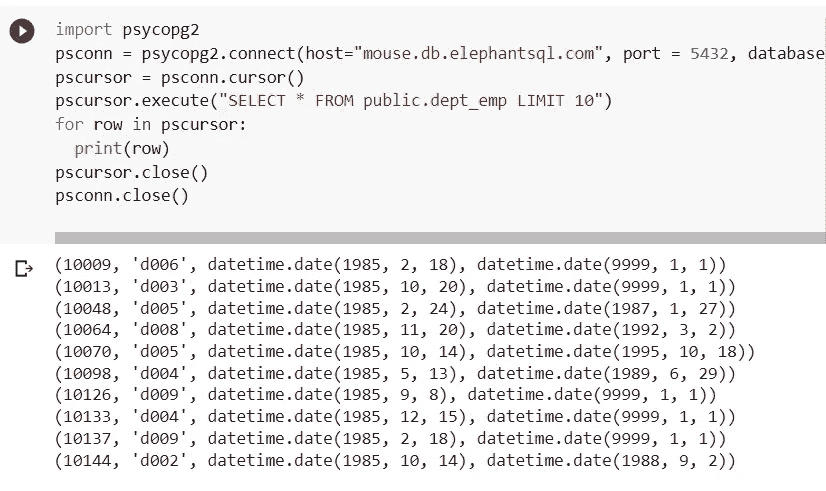 import psycopg2
psconn = psycopg2.connect(host="mouse.db.elephantsql.com", port = 5432, database
pscursor = psconn.cursor()
pscursor.execute("SELECT * FROM public.dept_emp LIMIT 10")
for row in pscursor:
  print(row)
pscursor.close()
psconn.close()
(10009, 'd006', datetime.date(1985, 2, 18), datetime.date(9999, 1, 1))
(10013, 'd003', datetime.date(1985, 10, 20), datetime.date(9999, 1, 1))
(10048, 'd005', datetime.date(1985, 2, 24), datetime.date(1987, 1, 27))
(10064, 'd008', datetime.date(1985, 11, 20), datetime.date(1992, 3, 2))
(10070, 'd005', datetime.date(1985, 10, 14), datetime.date(1995, 10, 18))
(10098, 'd004', datetime.date(1985, 5, 13), datetime.date(1989, 6, 29))
(10126, 'd009', datetime.date(1985, 9, 8), datetime.date(9999, 1, 1))
(10133, 'd004', datetime.date(1985, 12, 15), datetime.date(9999, 1, 1))
(10137, 'd009', datetime.date(1985, 2, 18), datetime.date(9999, 1, 1))
(10144, 'd002', datetime.date(1985, 10, 14), datetime.date(1988, 9, 2))